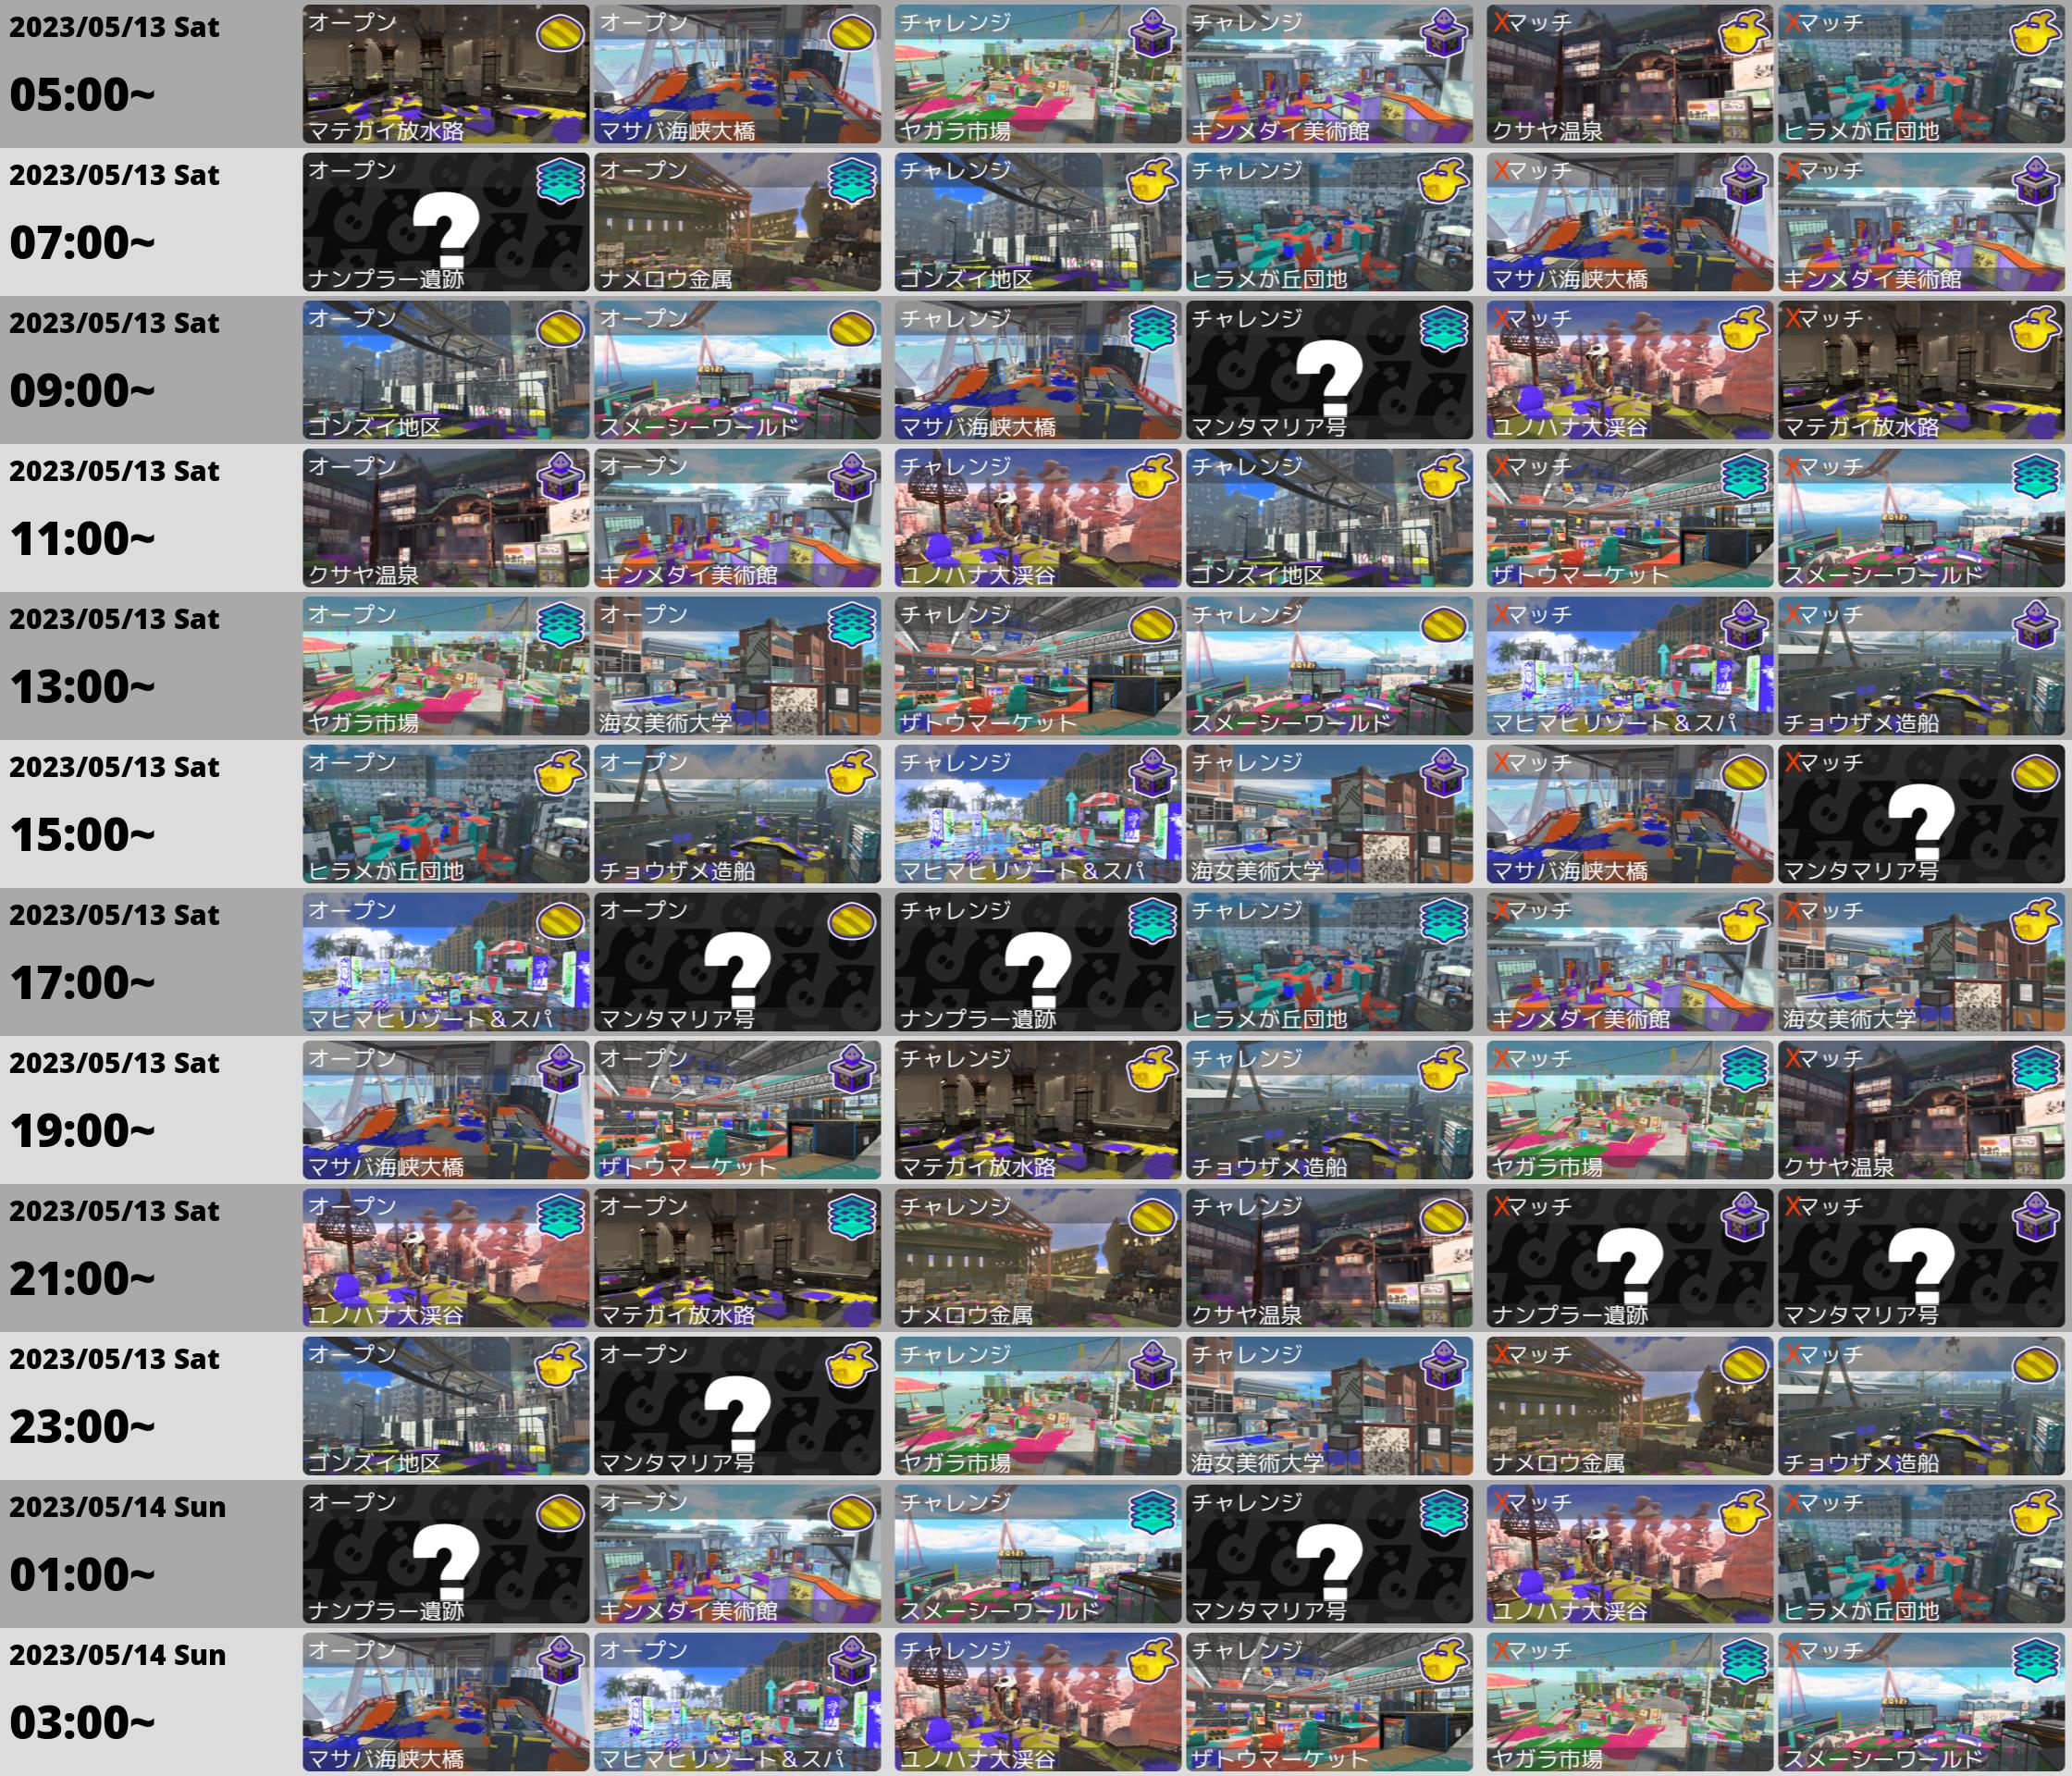 2023/05/13 Sat
05:00~
オープン オープン チャレンジ チャレンジ Xマッチ Xマッチ
マテガイ放水路 マサバ海峡大橋 ヤガラ市場 キンメダイ美術館 クサヤ温泉 ヒラメが丘団地
2023/05/13 Sat
07:00~
オープン オープン チャレンジ チャレンジ Xマッチ Xマッチ
ナンプラー遺跡 ナメロウ金属 ゴンズイ地区 ヒラメが丘団地 マサバ海峡大橋 キンメダイ美術館
2023/05/13 Sat
09:00~
オープン オープン チャレンジ チャレンジ Xマッチ Xマッチ
ゴンズイ地区 スメーシーワールド マサバ海峡大橋 マンタマリア号 ユノハナ大渓谷 マテガイ放水路
2023/05/13 Sat
11:00~
オープン オープン チャレンジ チャレンジ Xマッチ Xマッチ
クサヤ温泉 キンメダイ美術館 ユノハナ大渓谷 ゴンズイ地区 ザトウマーケット スメーシーワールド
2023/05/13 Sat
13:00~
オープン オープン チャレンジ チャレンジ Xマッチ Xマッチ
ヤガラ市場 海女美術大学 ザトウマーケット スメーシーワールド マヒマヒリゾート&スパ チョウザメ造船
2023/05/13 Sat
15:00~
オープン オープン チャレンジ チャレンジ Xマッチ Xマッチ
ヒラメが丘団地 チョウザメ造船 マヒマヒリゾート&スパ 海女美術大学 マサバ海峡大橋 マンタマリア号
2023/05/13 Sat
17:00~
オープン オープン チャレンジ チャレンジ Xマッチ Xマッチ
マヒマヒリゾート&スパ マンタマリア号 ナンプラー遺跡 ヒラメが丘団地 キンメダイ美術館 海女美術大学
2023/05/13 Sat
19:00~
オープン オープン チャレンジ チャレンジ Xマッチ Xマッチ
マサバ海峡大橋 ザトウマーケット マテガイ放水路 チョウザメ造船 ヤガラ市場 クサヤ温泉
2023/05/13 Sat
21:00~
オープン オープン チャレンジ チャレンジ Xマッチ Xマッチ
ユノハナ大渓谷 マテガイ放水路 ナメロウ金属 クサヤ温泉 ナンプラー遺跡 マンタマリア号
2023/05/13 Sat
23:00~
オープン オープン チャレンジ チャレンジ Xマッチ Xマッチ
ゴンズイ地区 マンタマリア号 ヤガラ市場 海女美術大学 ナメロウ金属 チョウザメ造船
2023/05/14 Sun
01:00~
オープン オープン チャレンジ チャレンジ Xマッチ Xマッチ
ナンプラー遺跡 キンメダイ美術館 スメーシーワールド マンタマリア号 ユノハナ大渓谷 ヒラメが丘団地
2023/05/14 Sun
03:00~
オープン オープン チャレンジ チャレンジ Xマッチ Xマッチ
マサバ海峡大橋 マヒマヒリゾート&スパ ユノハナ大渓谷 ザトウマーケット ヤガラ市場 スメーシーワールド